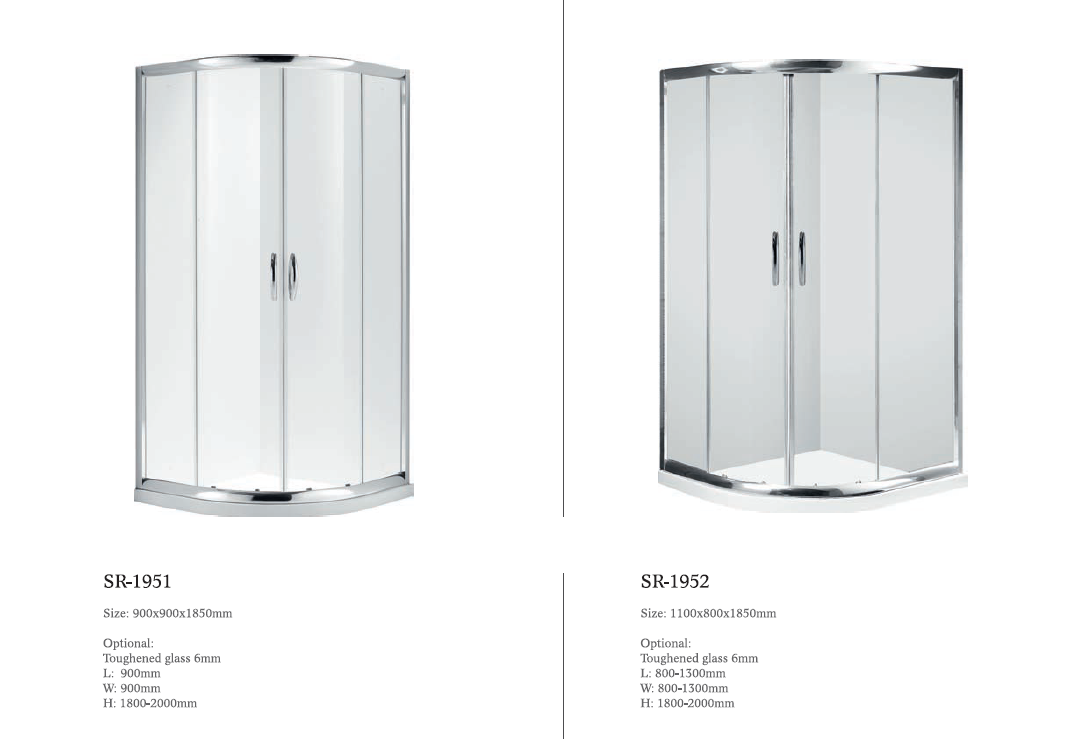 SR-1951
Size: 900x900x1850mm
Optional:
Toughened glass 6mm
L: 900mm
W: 900mm
H: 1800-2000mm
SR-1952
Size: 1100x800x1850mm
Optional:
Toughened glass 6mm
L: 800-1300mm
W: 800-1300mm
H: 1800-2000mm